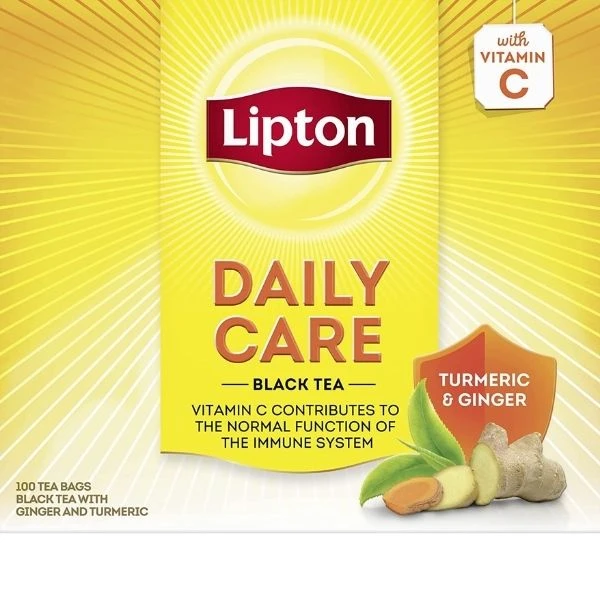 with
VITAMIN
C
Lipton
DAILY
CARE
BLACK TEA
VITAMIN C CONTRIBUTES TO
THE NORMAL FUNCTION OF
THE IMMUNE SYSTEM
TURMERIC
& GINGER
100 TEA BAGS
BLACK TEA WITH
GINGER AND TURMERIC